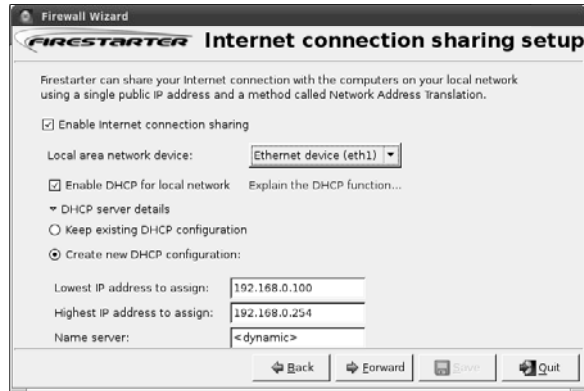 Firewall Wizard
FIRESTARTER Internet connection sharing setup
Firestarter can share your Internet connection with the computers on your local network
using a single public IP address and a method called Network Address Translation.
Enable Internet connection sharing
Local area network device: Ethernet device (eth1)
Enable DHCP for local network Explain the DHCP function...
DHCP server details
Keep existing DHCP configuration
Create new DHCP configuration:
Lowest IP address to assign: 192.168.0.100
Highest IP address to assign: 192.168.0.254
Name server: <dynamic>
Back Forward Save Quit